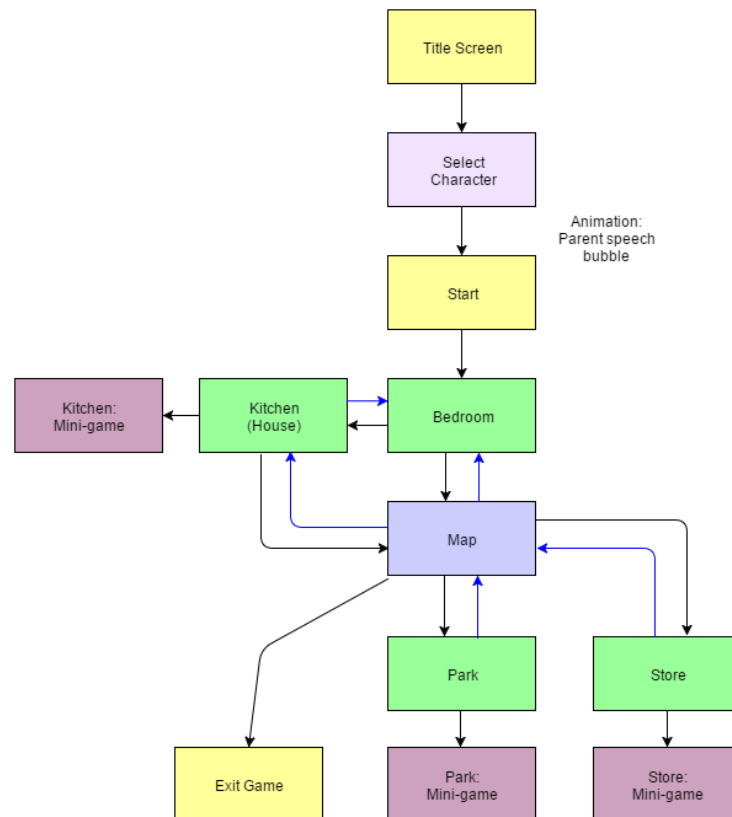 Title Screen
Select
Character
Animation:
Parent speech
bubble
Start
Kitchen:
Mini-game
Kitchen
(House)
Bedroom
Map
Park
Store
Exit Game
Park:
Mini-game
Store:
Mini-game